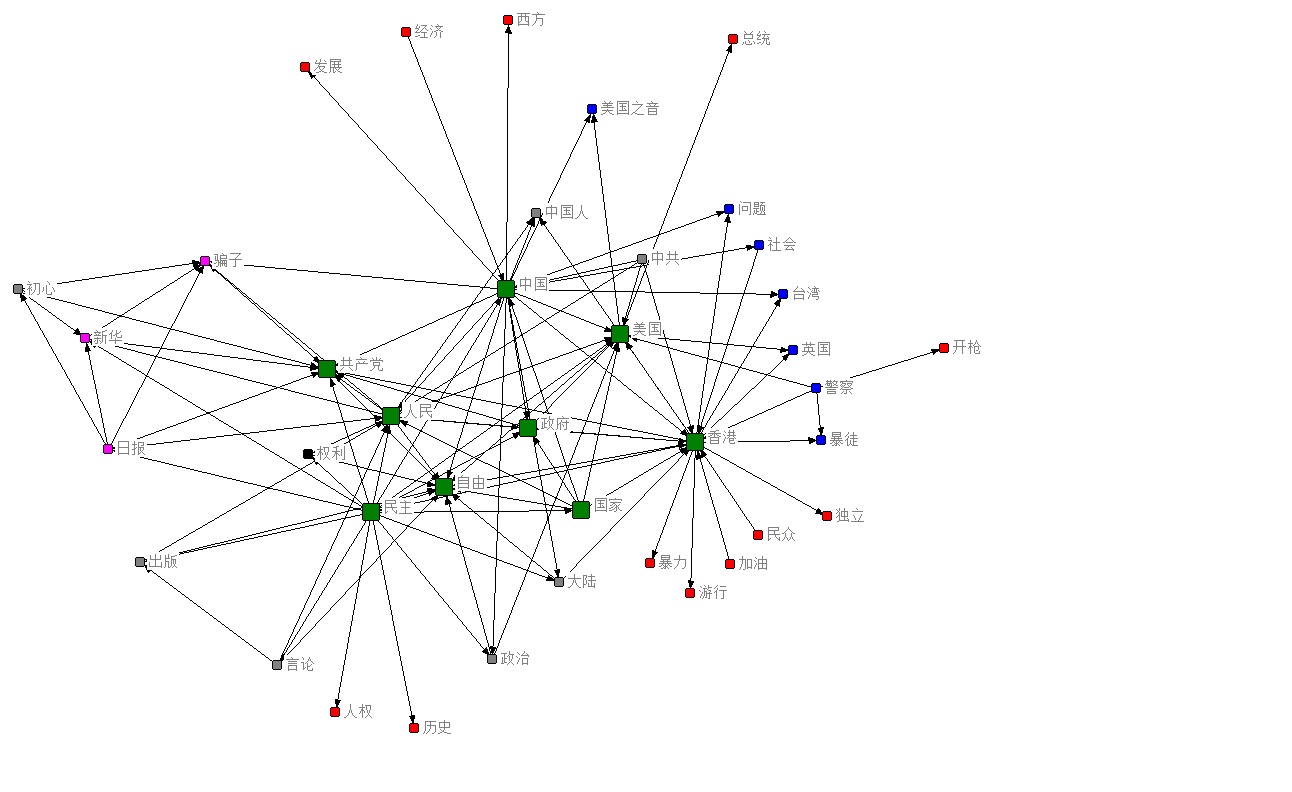 西方
经济
总统
发展
美国之音
问题
中国人
社会
中共
骗子
中国
初心
台湾
美国
新华
英国
开枪
共产党
警察
人民
政府
香港
暴徒
日报
权利
自由
国家
民主
独立
民众
出版
暴力
加油
大陆
游行
政治
言论
人权
历史